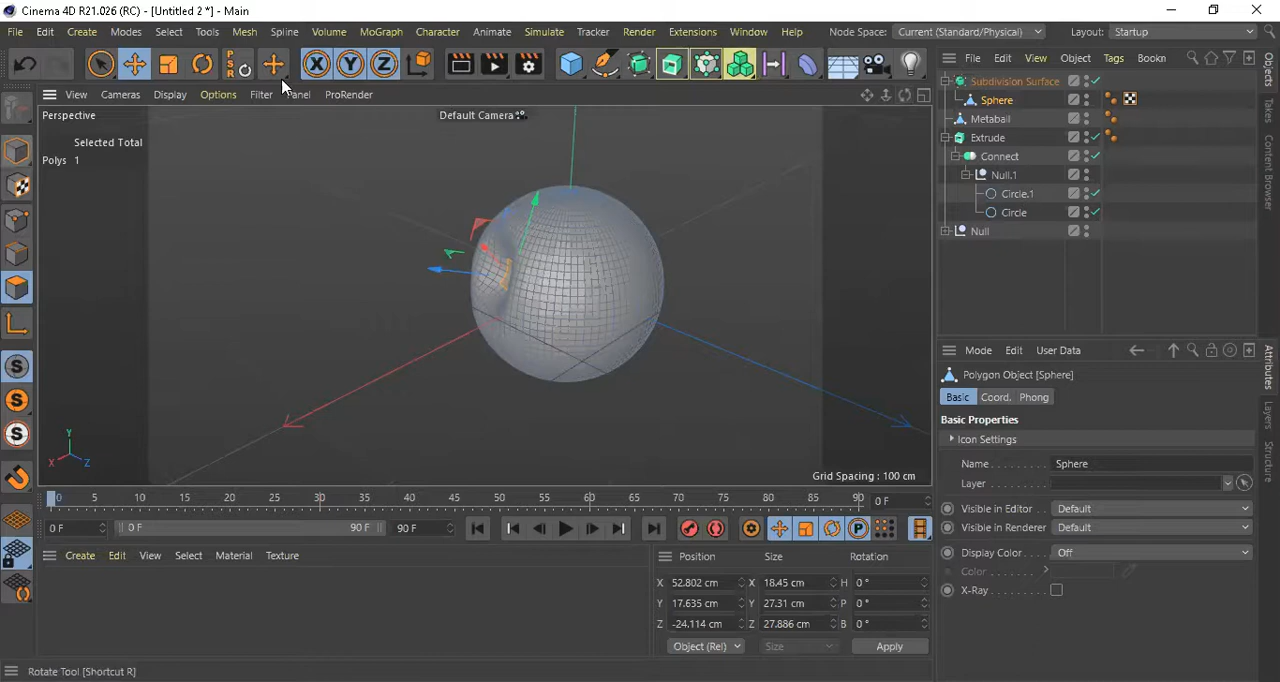 Cinema 4D R21.026 (RC) - [Untitled 2 *] - Main
File Edit Create Modes Select Tools Mesh Spline Volume MoGraph Character Animate Simulate Tracker Render Extensions Window Help Node Space: Current (Standard/Physical) Layout: Startup
P S R X Y Z File Edit View Object Tags Bookn
View Cameras Display Options Filter Panel ProRender
Perspective Default Camera
Selected Total
Polys 1
Subdivision Surface
Sphere
Metaball
Extrude
Connect
Null.1
Circle.1
Circle
Null
Objects
Takes
Content Browser
Mode Edit User Data
Polygon Object [Sphere]
Basic Coord. Phong
Basic Properties
Icon Settings
Name Sphere
Layer
Visible in Editor Default
Visible in Renderer Default
Display Color Off
Color
X-Ray
Attributes
Layers
Structure
Y
X Z
Grid Spacing : 100 cm
0 5 10 15 20 25 30 35 40 45 50 55 60 65 70 75 80 85 90 0 F
0 F 0 F 90 F 90 F
Create Edit View Select Material Texture
Position Size Rotation
X 52.802 cm X 18.45 cm H 0 °
Y 17.635 cm Y 27.31 cm P 0 °
Z -24.114 cm Z 27.886 cm B 0 °
Object (Rel) Size Apply
Rotate Tool [Shortcut R]